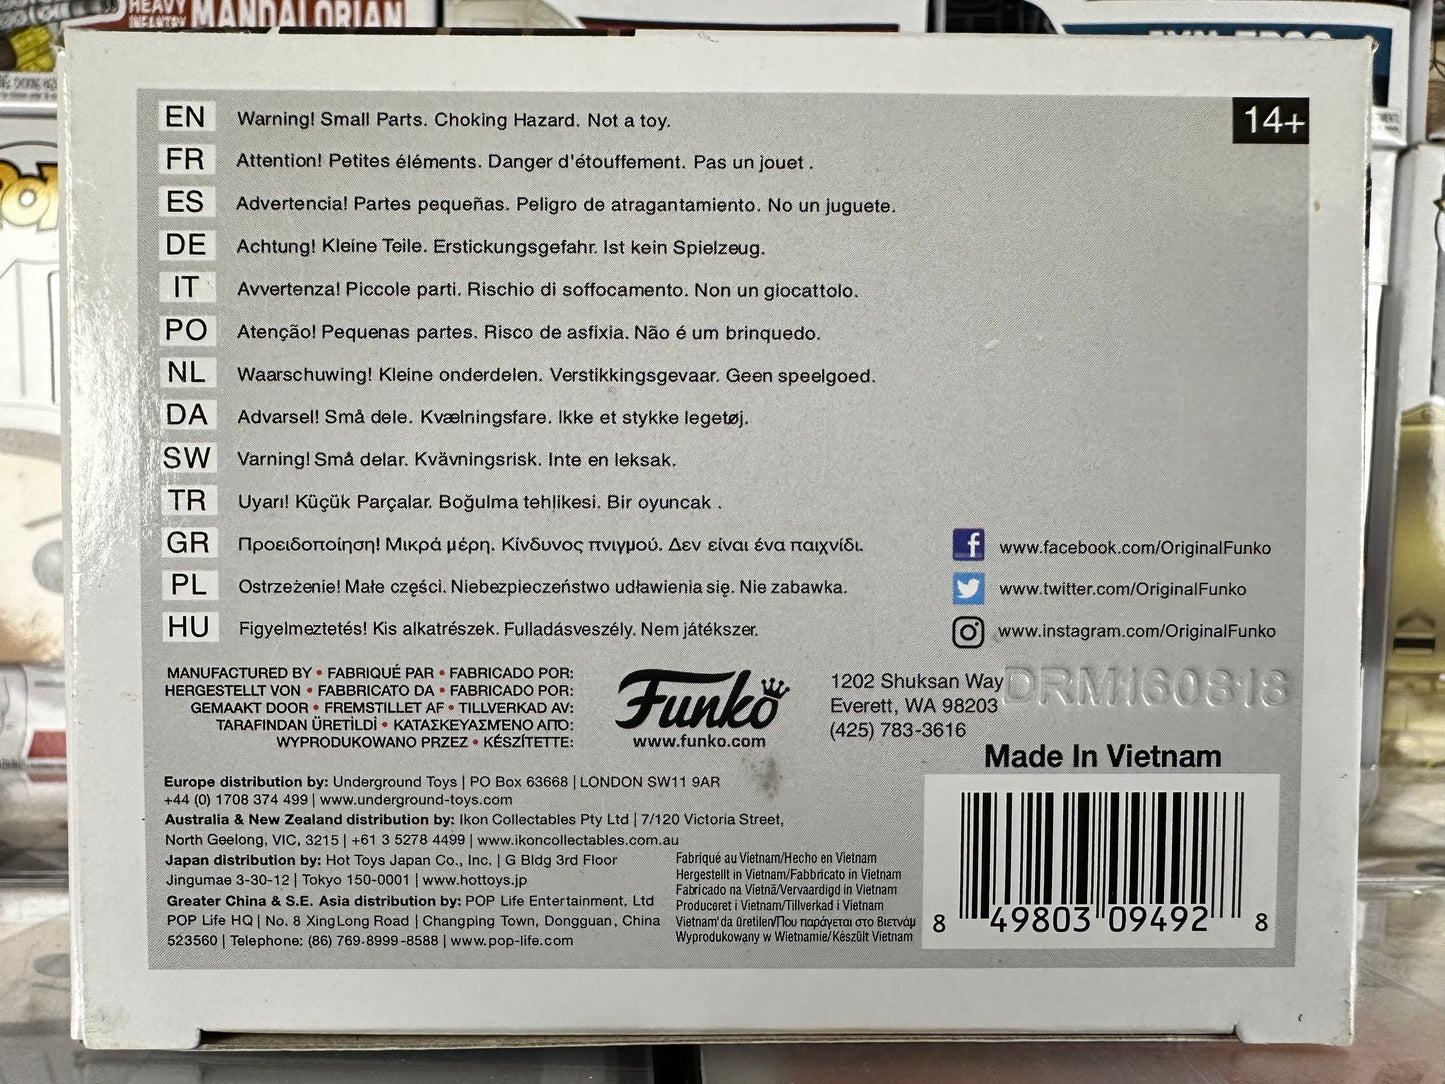 HEAVY
INFANTRY MANDALORIAN
EN Warning! Small Parts. Choking Hazard. Not a toy.
14+
FR Attention! Petites éléments. Danger d'étouffement. Pas un jouet .
ES Advertencia! Partes pequeñas. Peligro de atragantamiento. No un juguete.
DE Achtung! Kleine Teile. Erstickungsgefahr. Ist kein Spielzeug.
IT Avvertenza! Piccole parti. Rischio di soffocamento. Non un giocattolo.
PO Atenção! Pequenas partes. Risco de asfixia. Não é um brinquedo.
NL Waarschuwing! Kleine onderdelen. Verstikkingsgevaar. Geen speelgoed.
DA Advarsel! Små dele. Kvælningsfare. Ikke et stykke legetøj.
SW Varning! Små delar. Kvävningsrisk. Inte en leksak.
TR Uyarı! Küçük Parçalar. Boğulma tehlikesi. Bir oyuncak .
GR Προειδοποίηση! Μικρά μέρη. Κίνδυνος πνιγμού. Δεν είναι ένα παιχνίδι.
PL Ostrzeżenie! Małe części. Niebezpieczeństwo udławienia się. Nie zabawka.
HU Figyelmeztetés! Kis alkatrészek. Fulladásveszély. Nem játékszer.
f www.facebook.com/OriginalFunko
www.twitter.com/OriginalFunko
www.instagram.com/OriginalFunko
MANUFACTURED BY • FABRIQUÉ PAR • FABRICADO POR:
HERGESTELLT VON • FABBRICATO DA • FABRICADO POR:
GEMAAKT DOOR • FREMSTILLET AF • TILLVERKAD AV:
TARAFINDAN ÜRETİLDİ • ΚΑΤΑΣΚΕΥΑΣΜΈΝΟ ΑΠΌ:
WYPRODUKOWANO PRZEZ • KÉSZÍTETTE:
Funko
www.funko.com
1202 Shuksan Way
Everett, WA 98203
(425) 783-3616
DRM160818
Made In Vietnam
Europe distribution by: Underground Toys | PO Box 63668 | LONDON SW11 9AR
+44 (0) 1708 374 499 | www.underground-toys.com
Australia & New Zealand distribution by: Ikon Collectables Pty Ltd | 7/120 Victoria Street,
North Geelong, VIC, 3215 | +61 3 5278 4499 | www.ikoncollectables.com.au
Japan distribution by: Hot Toys Japan Co., Inc. | G Bldg 3rd Floor
Jingumae 3-30-12 | Tokyo 150-0001 | www.hottoys.jp
Greater China & S.E. Asia distribution by: POP Life Entertainment, Ltd
POP Life HQ | No. 8 XingLong Road | Changping Town, Dongguan, China
523560 | Telephone: (86) 769-8999-8588 | www.pop-life.com
Fabriqué au Vietnam/Hecho en Vietnam
Hergestellt in Vietnam/Fabbricato in Vietnam
Fabricado na Vietnã/Vervaardigd in Vietnam
Produceret i Vietnam/Tillverkad i Vietnam
Vietnam'da üretilen/Που παράγεται στο Βιετνάμ
Wyprodukowany w Wietnamie/Készült Vietnam
8 49803 09492 8